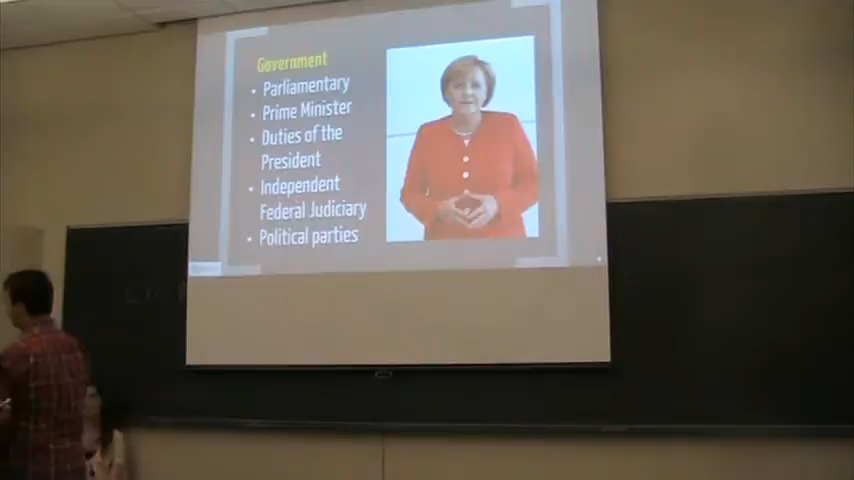 Government
• Parliamentary
• Prime Minister
• Duties of the
President
• Independent
Federal Judiciary
• Political parties